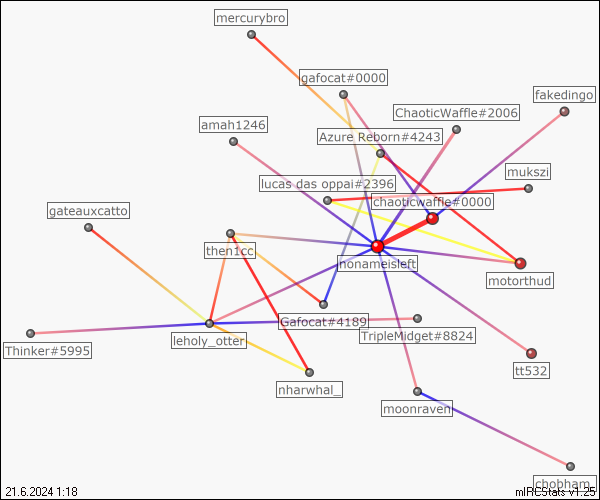 mercurybro
gafocat#0000
fakedingo
ChaoticWaffle#2006
amah1246
Azure Reborn#4243
mukszi
lucas das oppai#2396
chaoticwaffle#0000
gateauxcatto
then1cc
nonameisleft
motorthud
Gafocat#4189
TripleMidget#8824
leholy_otter
Thinker#5995
tt532
nharwhal_
moonraven
chobham_
21.6.2024 1:18
mIRCStats v1.25